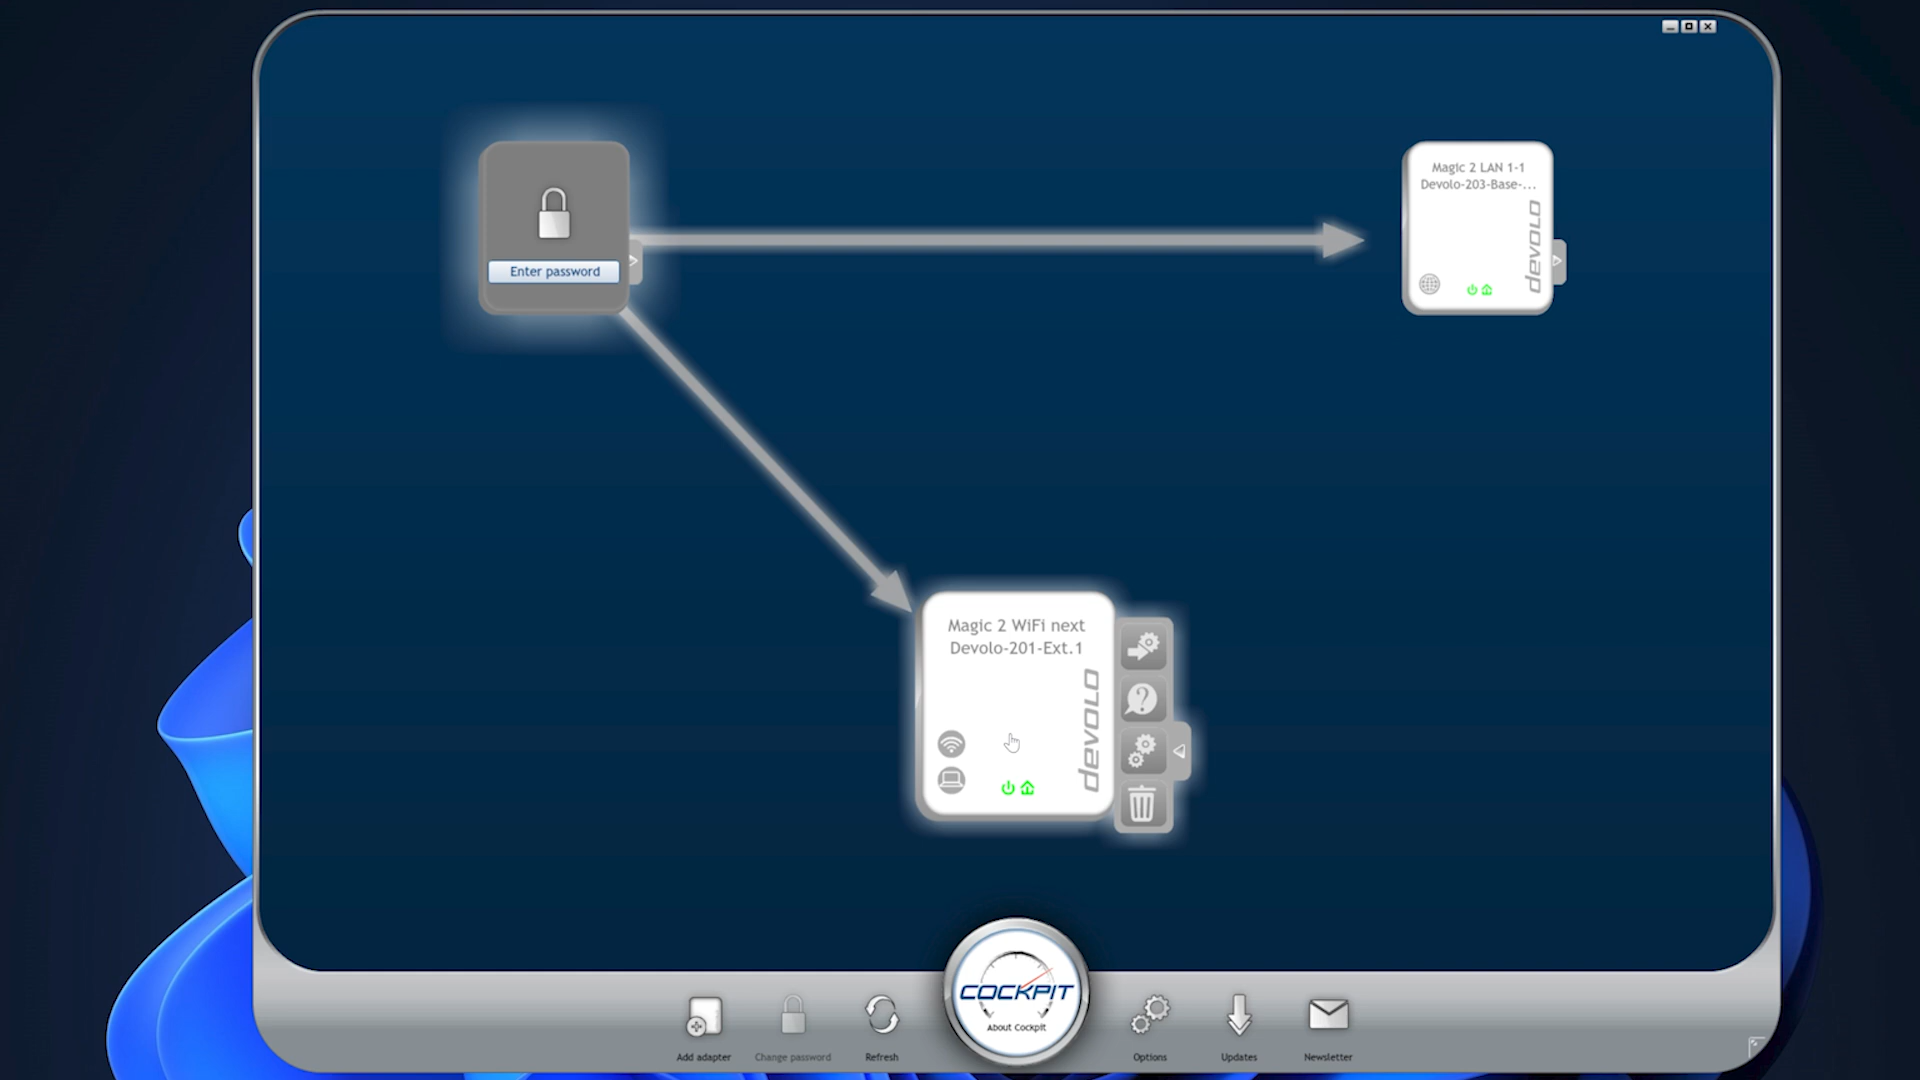 Enter password
Magic 2 LAN 1-1
Devolo-203-Base-...
devolo
Magic 2 WiFi next
Devolo-201-Ext.1
devolo
COCKPIT
About Cockpit
Add adapter
Change password
Refresh
Options
Updates
Newsletter